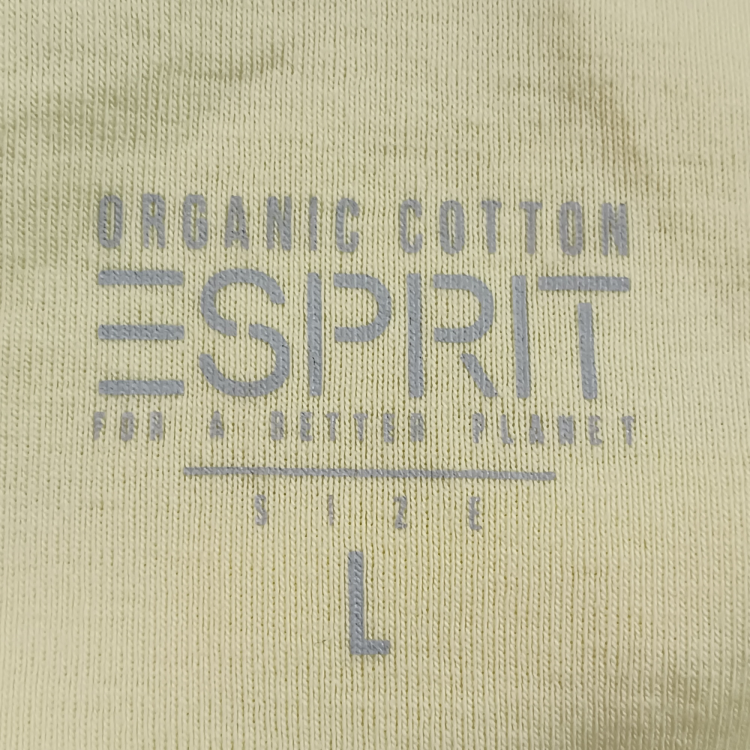 ORGANIC COTTON
ESPRIT
FOR A BETTER PLANET
SIZE
L